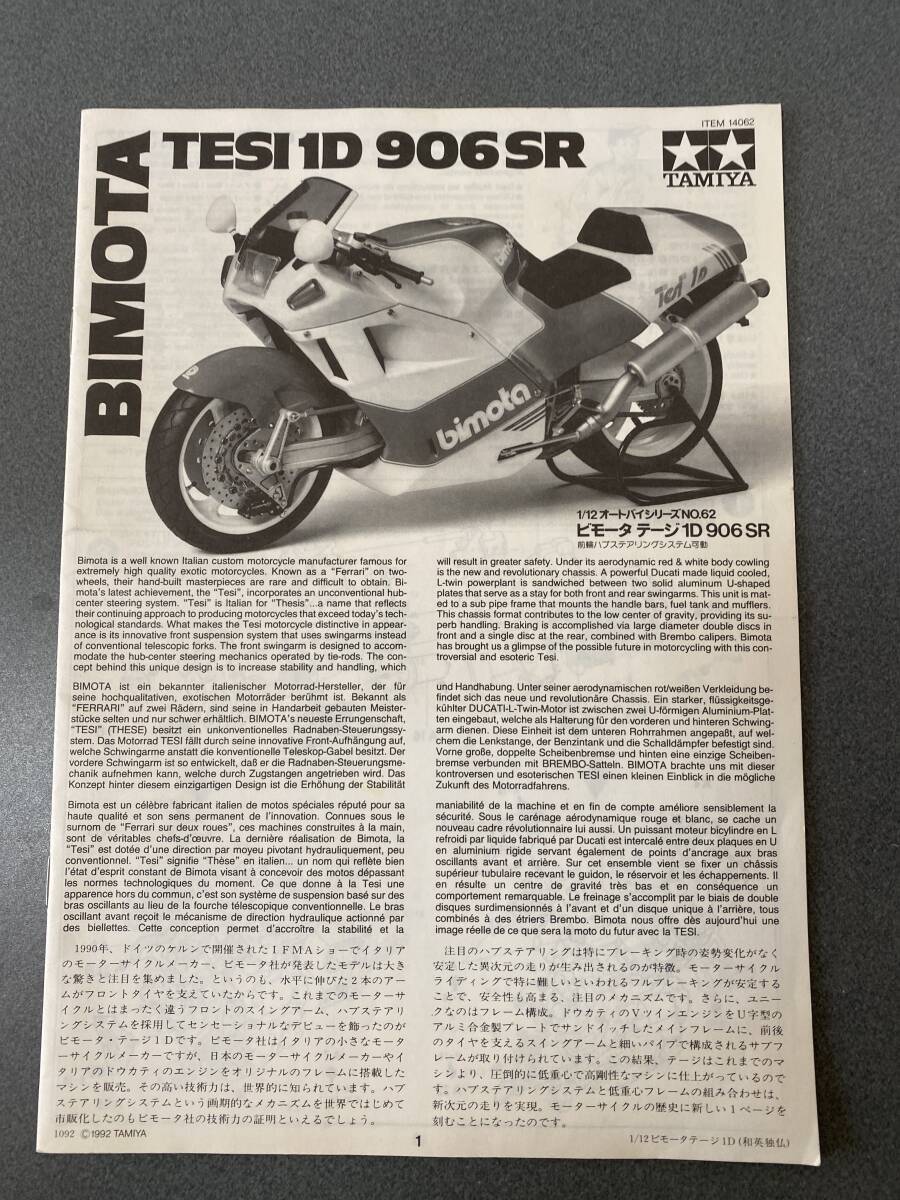 ITEM 14062
BIMOTA
TESI 1D 906 SR
TAMIYA
bimota
Tesi 1D
bimota
1/12 オートバイシリーズNO.62
ビモータ テージ 1D 906 SR
前輪ハブステアリングシステム可動
Bimota is a well known Italian custom motorcycle manufacturer famous for
extremely high quality exotic motorcycles. Known as a “Ferrari” on two-
wheels, their hand-built masterpieces are rare and difficult to obtain. Bi-
mota's latest achievement, the “Tesi”, incorporates an unconventional hub-
center steering system. “Tesi” is Italian for “Thesis”...a name that reflects
their continuing approach to producing motorcycles that exceed today's tech-
nological standards. What makes the Tesi motorcycle distinctive in appear-
ance is its innovative front suspension system that uses swingarms instead
of conventional telescopic forks. The front swingarm is designed to accom-
modate the hub-center steering mechanics operated by tie-rods. The con-
cept behind this unique design is to increase stability and handling, which
will result in greater safety. Under its aerodynamic red & white body cowling
is the new and revolutionary chassis. A powerful Ducati made liquid cooled,
L-twin powerplant is sandwiched between two solid aluminum U-shaped
plates that serve as a stay for both front and rear swingarms. This unit is mat-
ed to a sub pipe frame that mounts the handle bars, fuel tank and mufflers.
This chassis format contributes to the low center of gravity, providing its su-
perb handling. Braking is accomplished via large diameter double discs in
front and a single disc at the rear, combined with Brembo calipers. Bimota
has brought us a glimpse of the possible future in motorcycling with this con-
troversial and esoteric Tesi.
BIMOTA ist ein bekannter italienischer Motorrad-Hersteller, der für
seine hochqualitativen, exotischen Motorräder berühmt ist. Bekannt als
“FERRARI” auf zwei Rädern, sind seine in Handarbeit gebauten Meister-
stücke selten und nur schwer erhältlich. BIMOTA's neueste Errungenschaft,
“TESI” (THESE) besitzt ein unkonventionelles Radnaben-Steuerungssy-
stem. Das Motorrad TESI fällt durch seine innovative Front-Aufhängung auf,
welche Schwingarme anstatt die konventionelle Teleskop-Gabel besitzt. Der
vordere Schwingarm ist so entwickelt, daß er die Radnaben-Steuerungsme-
chanik aufnehmen kann, welche durch Zugstangen angetrieben wird. Das
Konzept hinter diesem einzigartigen Design ist die Erhöhung der Stabilität
und Handhabung. Unter seiner aerodynamischen rot/weißen Verkleidung be-
findet sich das neue und revolutionäre Chassis. Ein starker, flüssigkeitsge-
kühlter DUCATI-L-Twin-Motor ist zwischen zwei U-förmigen Aluminium-Plat-
ten eingebaut, welche als Halterung für den vorderen und hinteren Schwing-
arm dienen. Diese Einheit ist dem unteren Rohrrahmen angepaßt, auf wel-
chem die Lenkstange, der Benzintank und die Schalldämpfer befestigt sind.
Vorne große, doppelte Scheibenbremse und hinten eine einzige Scheiben-
bremse verbunden mit BREMBO-Satteln. BIMOTA brachte uns mit dieser
kontroversen und esoterischen TESI einen kleinen Einblick in die mögliche
Zukunft des Motorradfahrens.
Bimota est un célèbre fabricant italien de motos spéciales réputé pour sa
haute qualité et son sens permanent de l'innovation. Connues sous le
surnom de “Ferrari sur deux roues”, ces machines construites à la main,
sont de véritables chefs-d'œuvre. La dernière réalisation de Bimota, la
“Tesi” est dotée d'une direction par moyeu pivotant hydrauliquement, peu
conventionnel. “Tesi” signifie “Thèse” en italien... un nom qui reflète bien
l'état d'esprit constant de Bimota visant à concevoir des motos dépassant
les normes technologiques du moment. Ce que donne à la Tesi une
apparence hors du commun, c'est son système de suspension basé sur des
bras oscillants au lieu de la fourche télescopique conventionnelle. Le bras
oscillant avant reçoit le mécanisme de direction hydraulique actionné par
des biellettes. Cette conception permet d'accroître la stabilité et la
maniabilité de la machine et en fin de compte améliore sensiblement la
sécurité. Sous le carénage aérodynamique rouge et blanc, se cache un
nouveau cadre révolutionnaire lui aussi. Un puissant moteur bicylindre en L
refroidi par liquide fabriqué par Ducati est intercalé entre deux plaques en U
en aluminium rigide servant également de points d'ancrage aux bras
oscillants avant et arrière. Sur cet ensemble vient se fixer un châssis
supérieur tubulaire recevant le guidon, le réservoir et les échappements. Il
en résulte un centre de gravité très bas et en conséquence un
comportement remarquable. Le freinage s'accomplit par le biais de double
disques surdimensionnés à l'avant et d'un disque unique à l'arrière, tous
combinés à des étriers Brembo. Bimota nous offre dès aujourd'hui une
image réelle de ce que sera la moto du futur avec la TESI.
1990年、ドイツのケルンで開催されたIFMAショーでイタリア
のモーターサイクルメーカー、ビモータ社が発表したモデルは大き
な驚きと注目を集めました。というのも、水平に伸びた2本のアー
ムがフロントタイヤを支えていたからです。これまでのモーターサ
イクルとはまったく違うフロントのスイングアーム、ハブステアリ
ングシステムを採用してセンセーショナルなデビューを飾ったのが
ビモータ・テージ1Dです。ビモータ社はイタリアの小さなモータ
ーサイクルメーカーですが、日本のモーターサイクルメーカーやイ
タリアのドウカティのエンジンをオリジナルのフレームに搭載した
マシンを販売。その高い技術力は、世界的に知られています。ハブ
ステアリングシステムという画期的なメカニズムを世界ではじめて
市販化したのもビモータ社の技術力の証明といえるでしょう。
注目のハブステアリングは特にブレーキング時の姿勢変化がなく
安定した異次元の走りが生み出されるのが特徴。モーターサイクル
ライディングで特に難しいといわれるフルブレーキングが安定する
ことで、安全性も高まる、注目のメカニズムです。さらに、ユニー
クなのはフレーム構成。ドウカティのVツインエンジンをU字型の
アルミ合金製プレートでサンドイッチしたメインフレームに、前後
のタイヤを支えるスイングアームと細いパイプで構成されるサブフ
レームが取り付けられています。この結果、テージはこれまでのマ
シンより、圧倒的に低重心で高剛性なマシンに仕上がっているので
す。ハブステアリングシステムと低重心フレームの組み合わせは、
新次元の走りを実現。モーターサイクルの歴史に新しい1ページを
刻むことになったのです。
1092 ©1992 TAMIYA
1
1/12ビモータテージ1D(和英独仏)